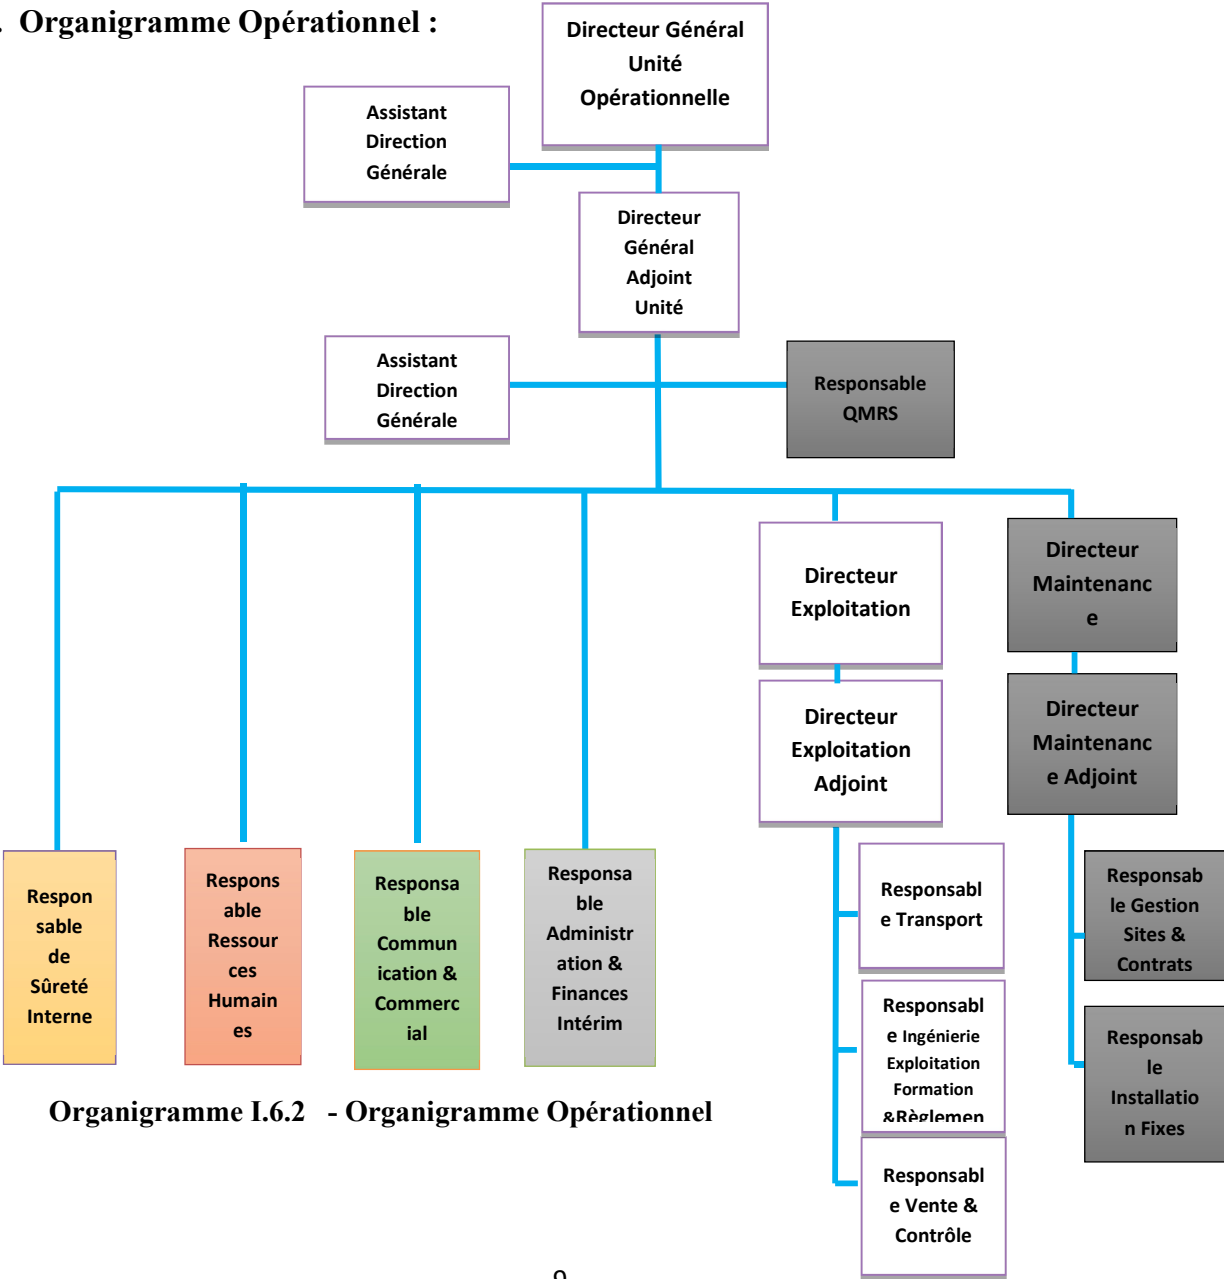 . Organigramme Opérationnel :
Directeur Général
Unité
Opérationnelle
Assistant
Direction
Générale
Directeur
Général
Adjoint
Unité
Assistant
Direction
Générale
Responsable
QMRS
Directeur
Exploitation
Directeur
Maintenanc
e
Directeur
Exploitation
Adjoint
Directeur
Maintenanc
e Adjoint
Respon
sable
de
Sûreté
Interne
Respons
able
Ressour
ces
Humain
es
Responsa
ble
Commun
ication &
Commerc
ial
Responsa
ble
Administr
ation &
Finances
Intérim
Responsabl
e Transport
Responsab
le Gestion
Sites &
Contrats
Responsabl
e Ingénierie
Exploitation
Formation
&Règlemen
Responsab
le
Installatio
n Fixes
Responsabl
e Vente &
Contrôle
Organigramme I.6.2 - Organigramme Opérationnel
9